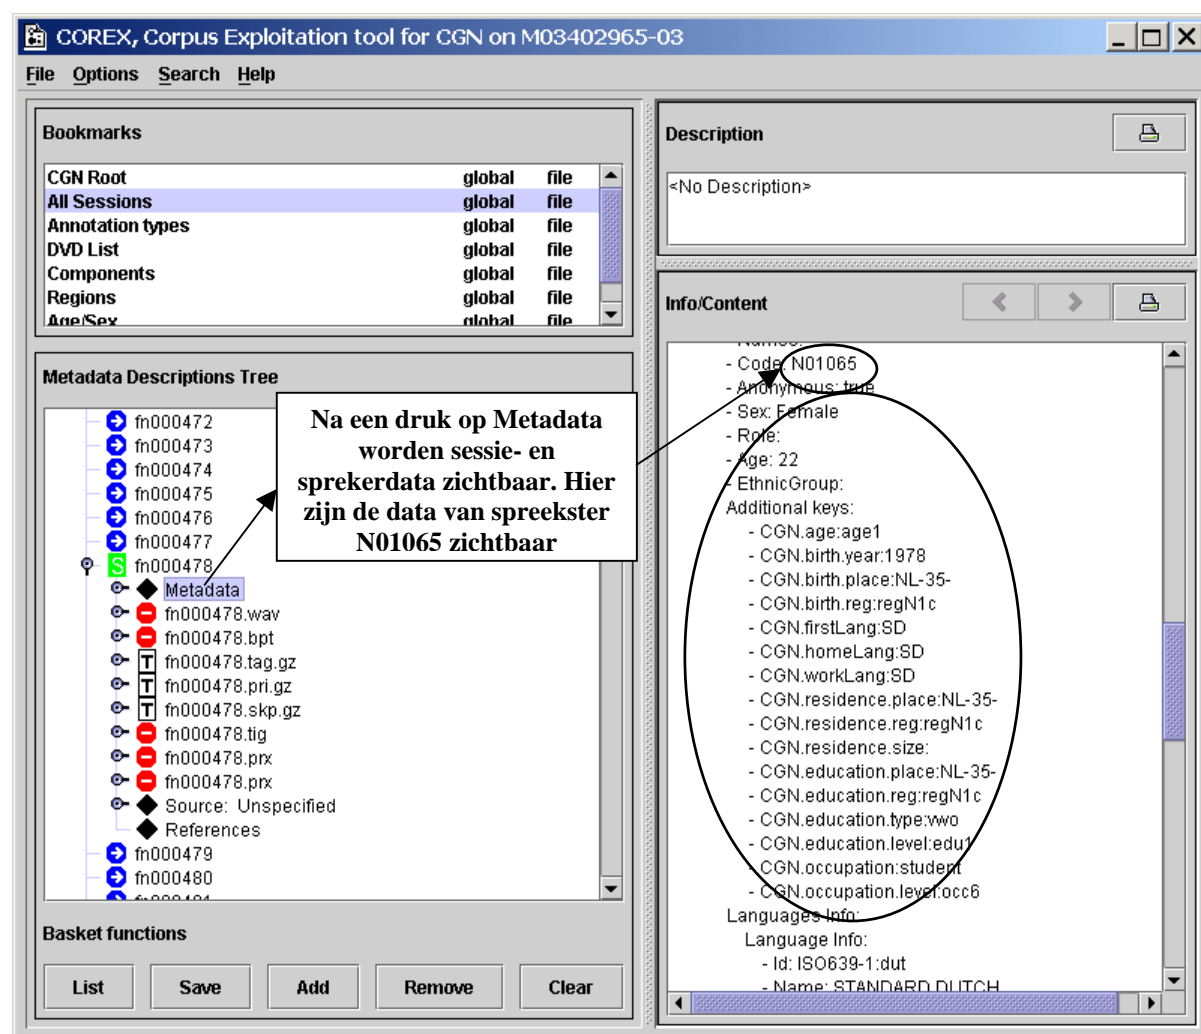 COREX, Corpus Exploitation tool for CGN on M03402965-03
File Options Search Help
Bookmarks
CGN Root global file
All Sessions global file
Annotation types global file
DVD List global file
Components global file
Regions global file
Age/Sex global file
Metadata Descriptions Tree
fn000472
fn000473
fn000474
fn000475
fn000476
fn000477
S fn000478
Metadata
fn000478.wav
fn000478.bpt
T fn000478.tag.gz
T fn000478.pri.gz
T fn000478.skp.gz
fn000478.tig
fn000478.prx
fn000478.prx
Source: Unspecified
References
fn000479
fn000480
fn000481
Basket functions
List Save Add Remove Clear
Na een druk op Metadata
worden sessie- en
sprekerdata zichtbaar. Hier
zijn de data van spreekster
N01065 zichtbaar
Description
<No Description>
Info/Content
- Code: N01065
- Anonymous: true
- Sex: Female
- Role:
- Age: 22
- EthnicGroup:
Additional keys:
- CGN.age:age1
- CGN.birth.year:1978
- CGN.birth.place:NL-35-
- CGN.birth.reg:regN1c
- CGN.firstLang:SD
- CGN.homeLang:SD
- CGN.workLang:SD
- CGN.residence.place:NL-35-
- CGN.residence.reg:regN1c
- CGN.residence.size:
- CGN.education.place:NL-35-
- CGN.education.reg:regN1c
- CGN.education.type:vwo
- CGN.education.level:edu1
- CGN.occupation:student
- CGN.occupation.level:occ6
Languages Info:
Language Info:
- Id: ISO639-1:dut
- Name: STANDARD DUTCH